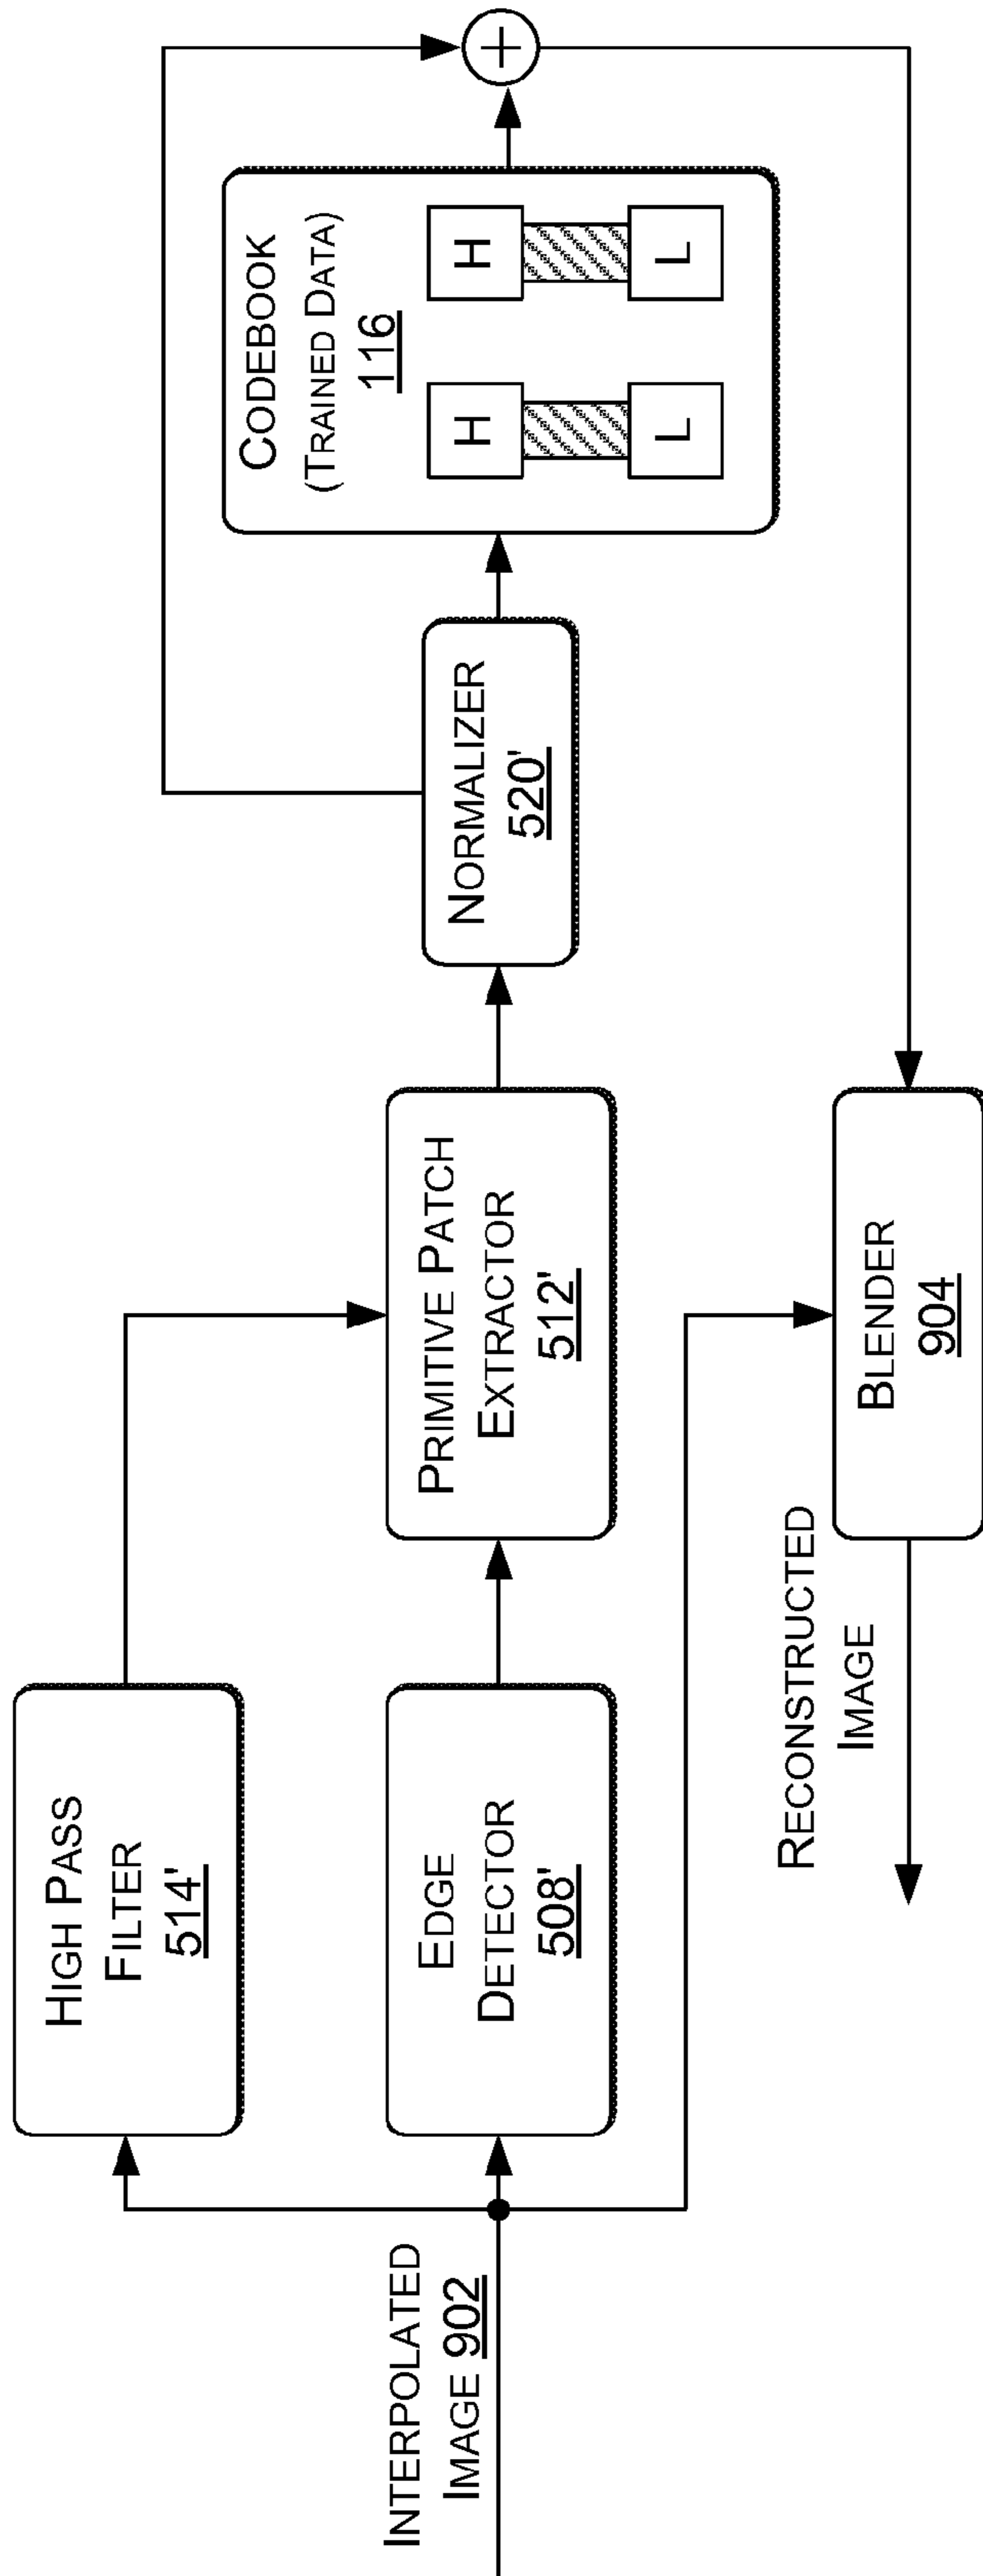 INTERPOLATED
IMAGE 902
HIGH PASS
FILTER
514'
EDGE
DETECTOR
508'
PRIMITIVE PATCH
EXTRACTOR
512'
NORMALIZER
520'
CODEBOOK
(TRAINED DATA)
116
H
H
L
L
+
BLENDER
904
RECONSTRUCTED
IMAGE